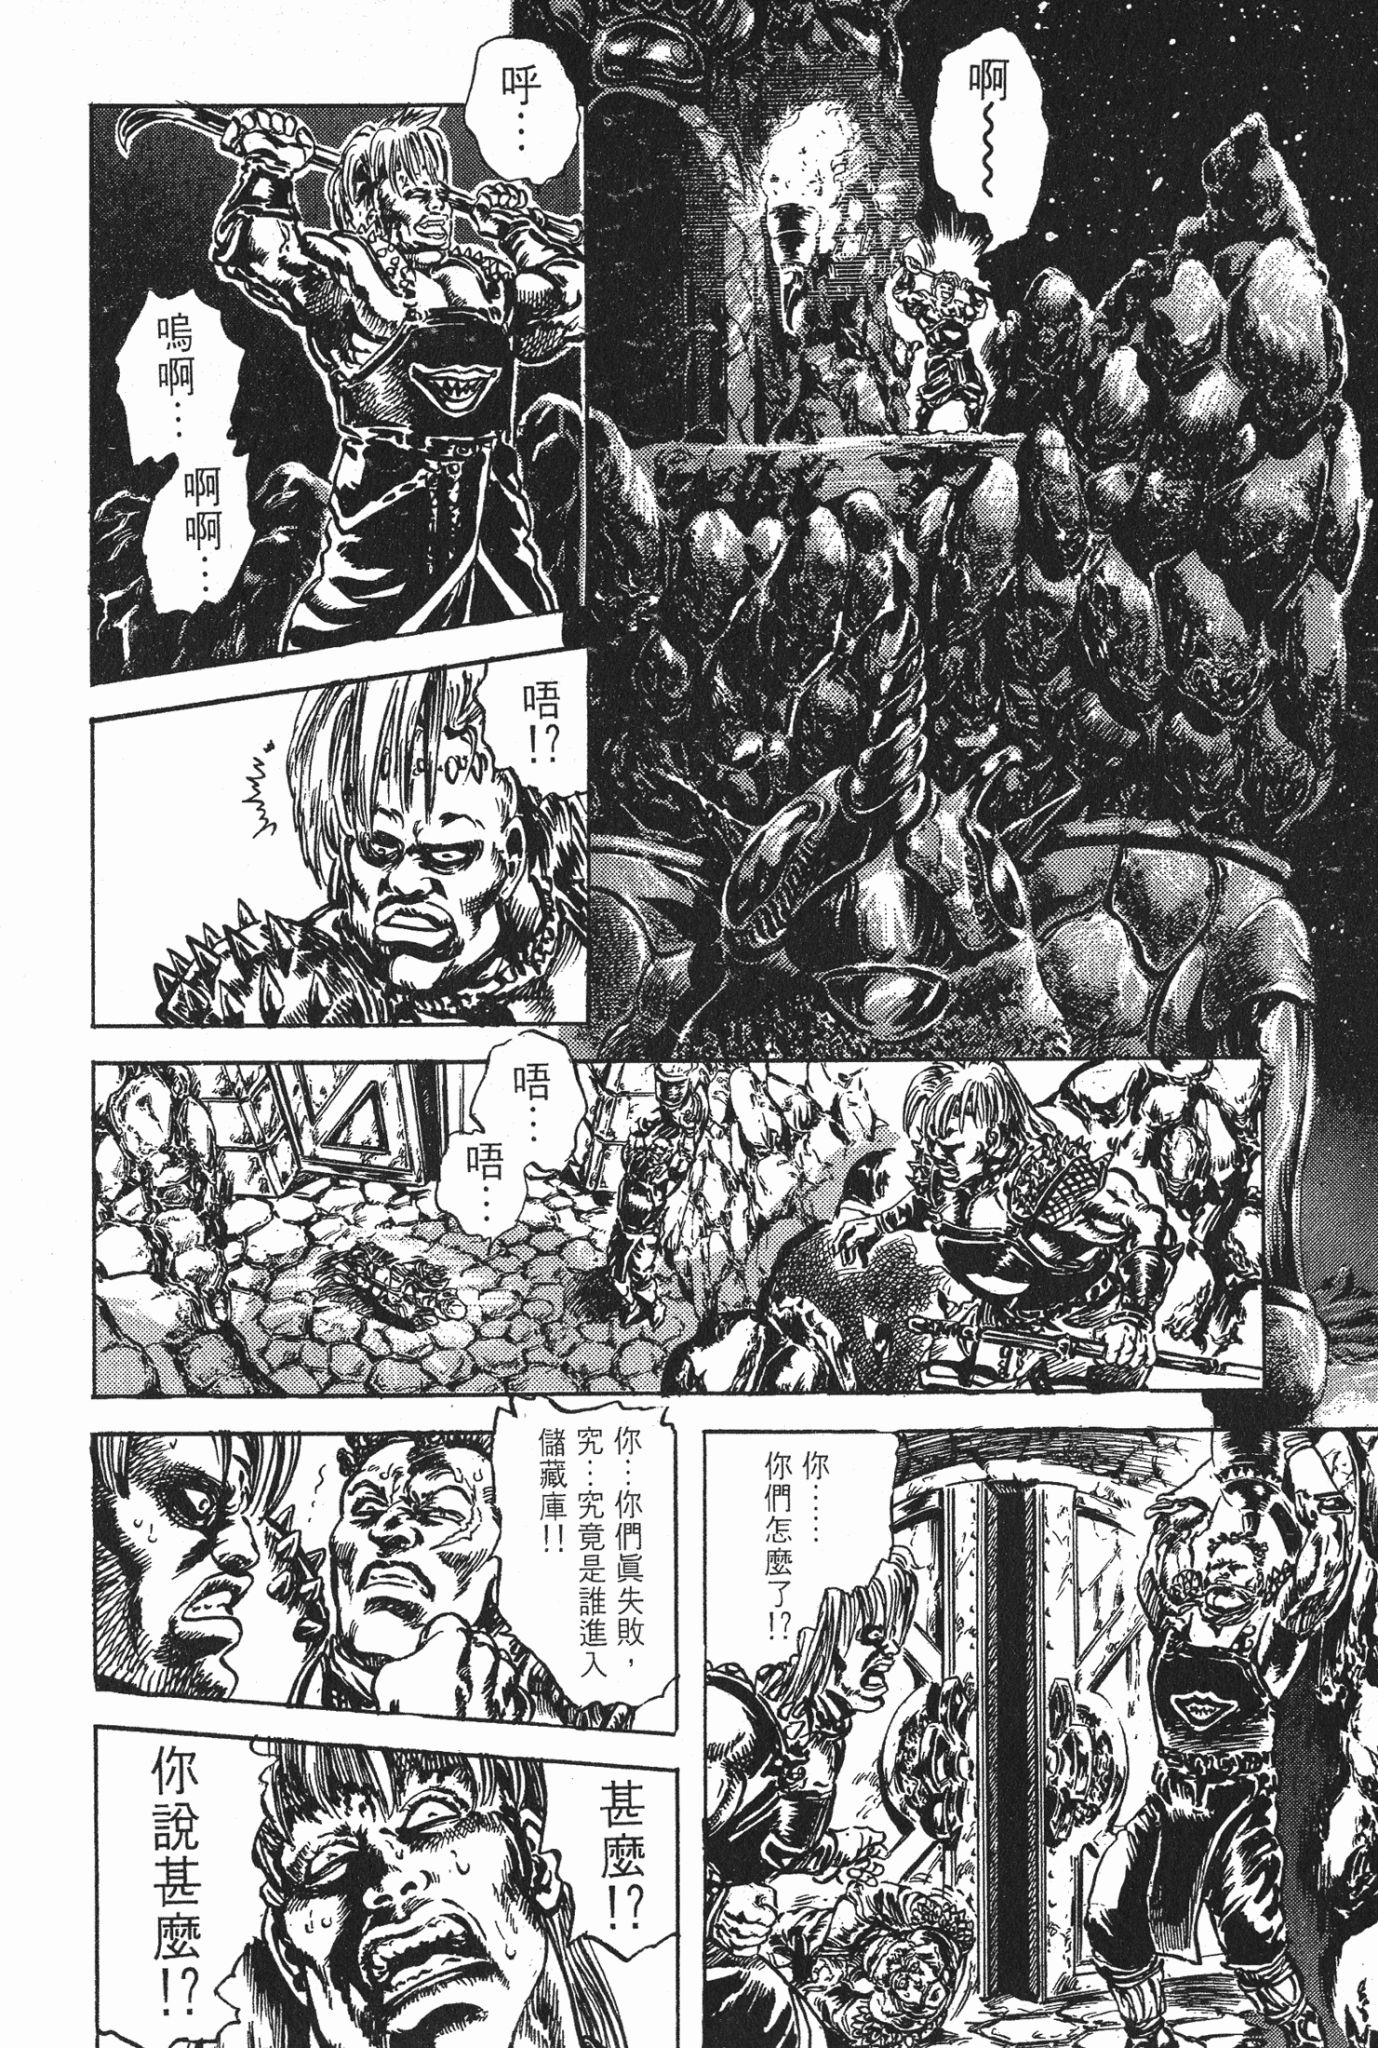 啊～～～～
呼…
嗚啊…
啊啊…
唔!?
唔…
唔…
你……
你們怎麼了!?
你…你們眞失敗，
究…究竟是誰進入
儲藏庫!!
甚麼!?
你說甚麼!?